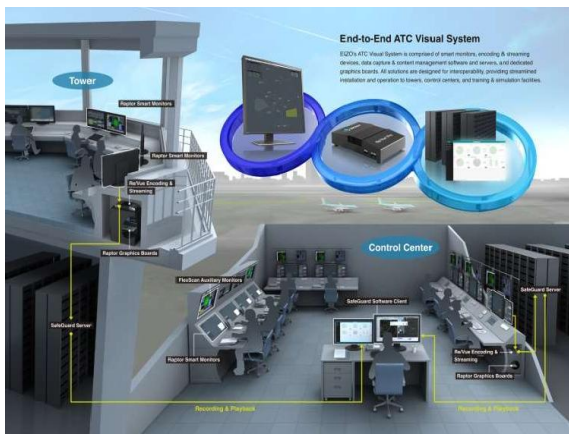 End-to-End ATC Visual System
EIZO's ATC Visual System is comprised of smart monitors, encoding & streaming
devices, data capture & content management software and servers, and dedicated
graphics boards. All solutions are designed for interoperability, providing streamlined
installation and operation to towers, control centers, and training & simulation facilities.
Tower
Raptor Smart Monitors
Raptor Smart Monitors
Re/Vue Encoding &
Streaming
Raptor Graphics Boards
SafeGuard Server
Control Center
FlexScan Auxiliary Monitors
SafeGuard Software Client
SafeGuard Server
Raptor Smart Monitors
Re/Vue Encoding &
Streaming
Raptor Graphics Boards
Recording & Playback
Recording & Playback